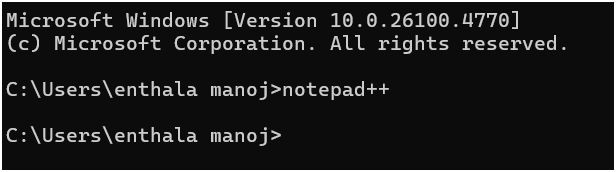 Microsoft Windows [Version 10.0.26100.4770]
(c) Microsoft Corporation. All rights reserved.
C:\Users\enthala manoj>notepad++
C:\Users\enthala manoj>